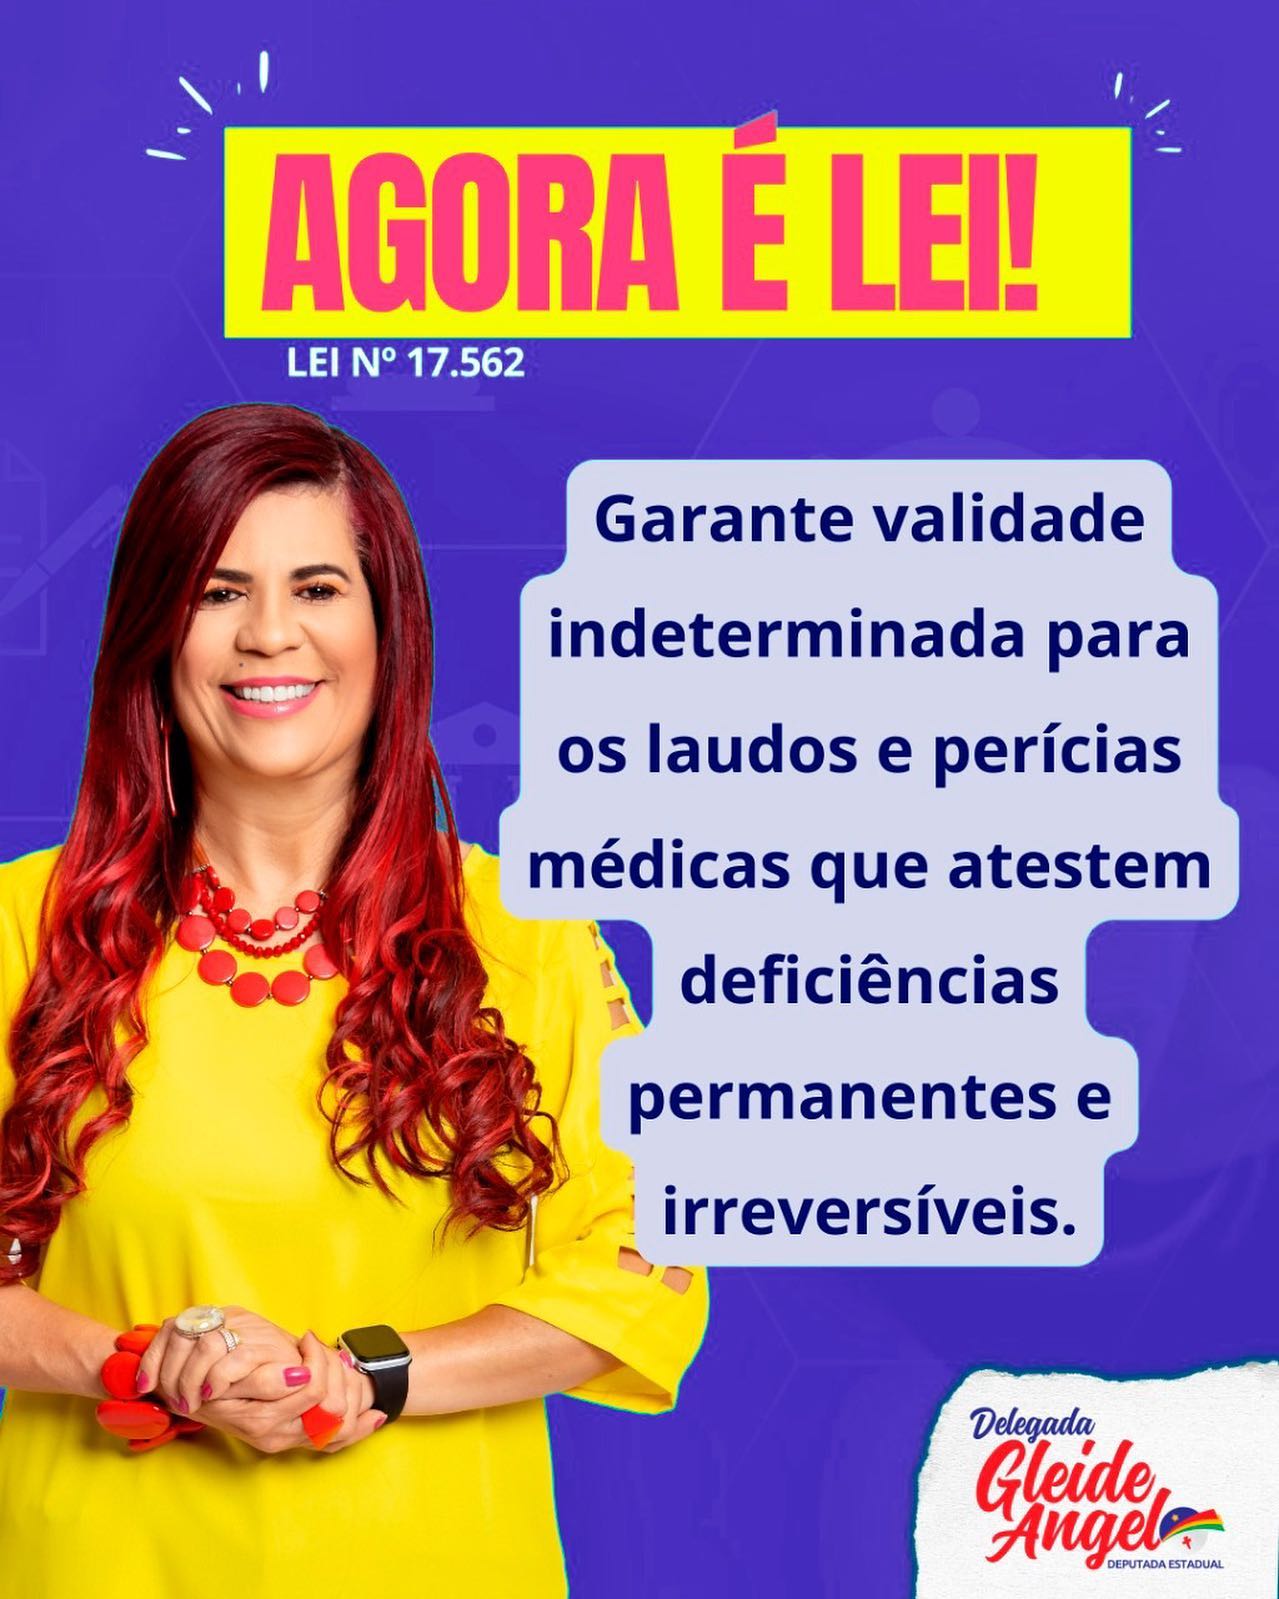 AGORA É LEI!
LEI Nº 17.562
Garante validade
indeterminada para
os laudos e perícias
médicas que atestem
deficiências
permanentes e
irreversíveis.
Delegada
Gleide
Angelo
DEPUTADA ESTADUAL